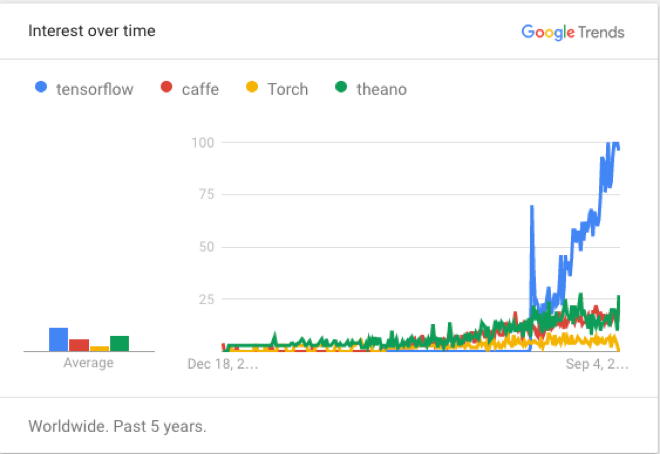 Interest over time
Google Trends
tensorflow caffe Torch theano
100
75
50
25
Average
Dec 18, 2... Sep 4, 2...
Worldwide. Past 5 years.